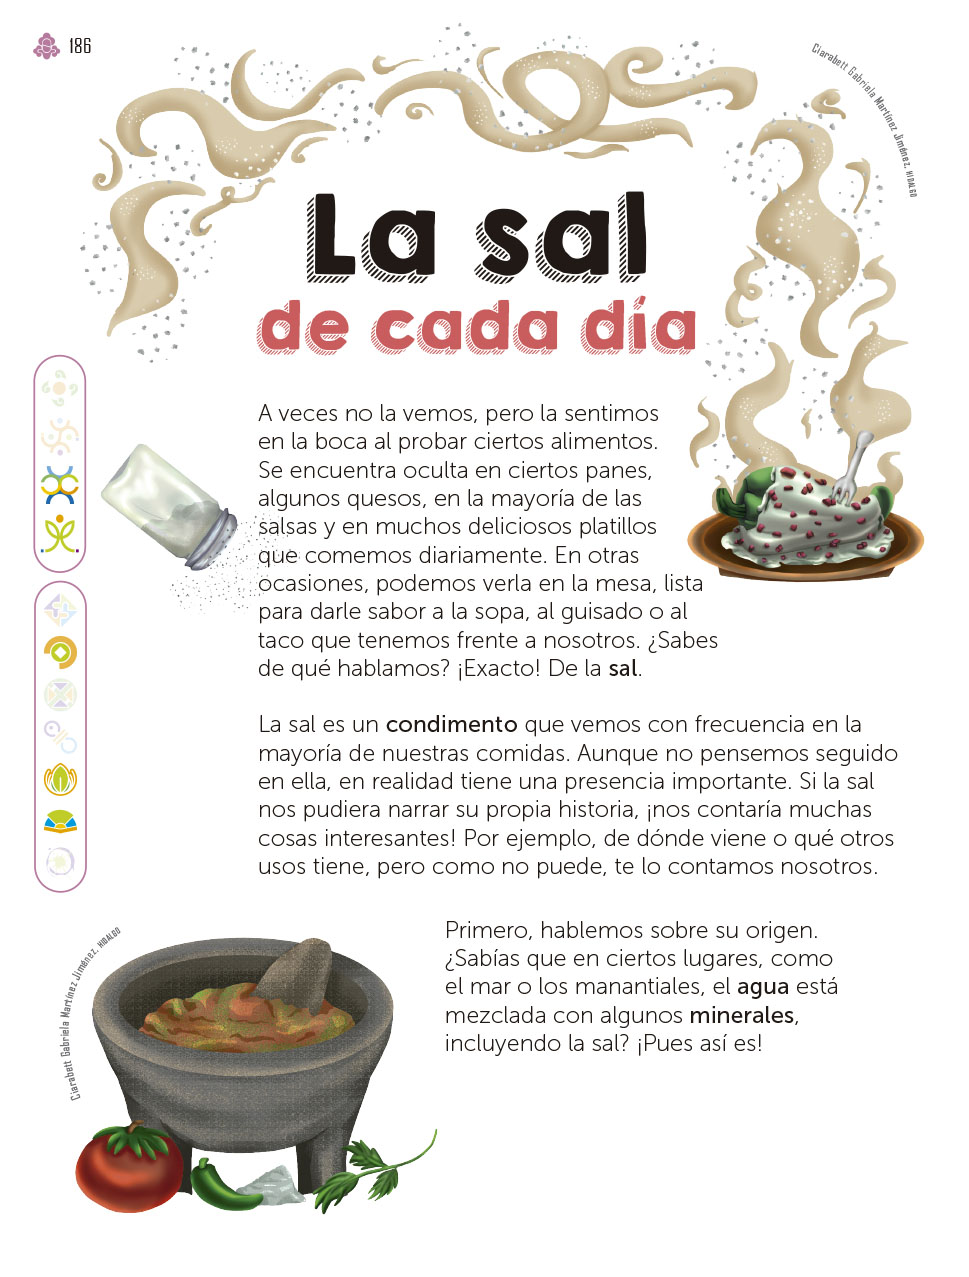 186
Ciarabett Gabriela Martínez Jiménez, HIDALGO
La sal
de cada día
A veces no la vemos, pero la sentimos
en la boca al probar ciertos alimentos.
Se encuentra oculta en ciertos panes,
algunos quesos, en la mayoría de las
salsas y en muchos deliciosos platillos
que comemos diariamente. En otras
ocasiones, podemos verla en la mesa, lista
para darle sabor a la sopa, al guisado o al
taco que tenemos frente a nosotros. ¿Sabes
de qué hablamos? ¡Exacto! De la sal.
La sal es un condimento que vemos con frecuencia en la
mayoría de nuestras comidas. Aunque no pensemos seguido
en ella, en realidad tiene una presencia importante. Si la sal
nos pudiera narrar su propia historia, ¡nos contaría muchas
cosas interesantes! Por ejemplo, de dónde viene o qué otros
usos tiene, pero como no puede, te lo contamos nosotros.
Ciarabett Gabriela Martínez Jiménez, HIDALGO
Primero, hablemos sobre su origen.
¿Sabías que en ciertos lugares, como
el mar o los manantiales, el agua está
mezclada con algunos minerales,
incluyendo la sal? ¡Pues así es!